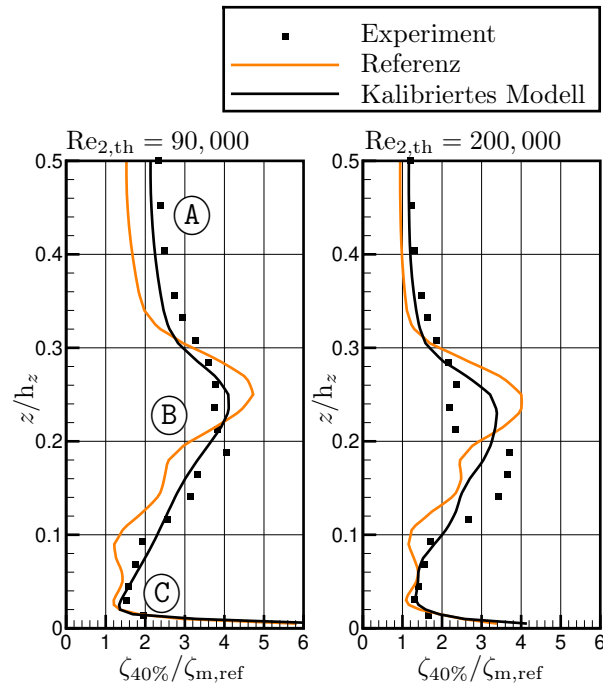 Experiment
Referenz
Kalibriertes Modell
Re2,th = 90,000 Re2,th = 200,000
0.5
A
0.4
0.3
z/hz z/hz
B
0.2
0.1
C
0
0 1 2 3 4 5 6 0 1 2 3 4 5 6
ζ40%/ζm,ref ζ40%/ζm,ref